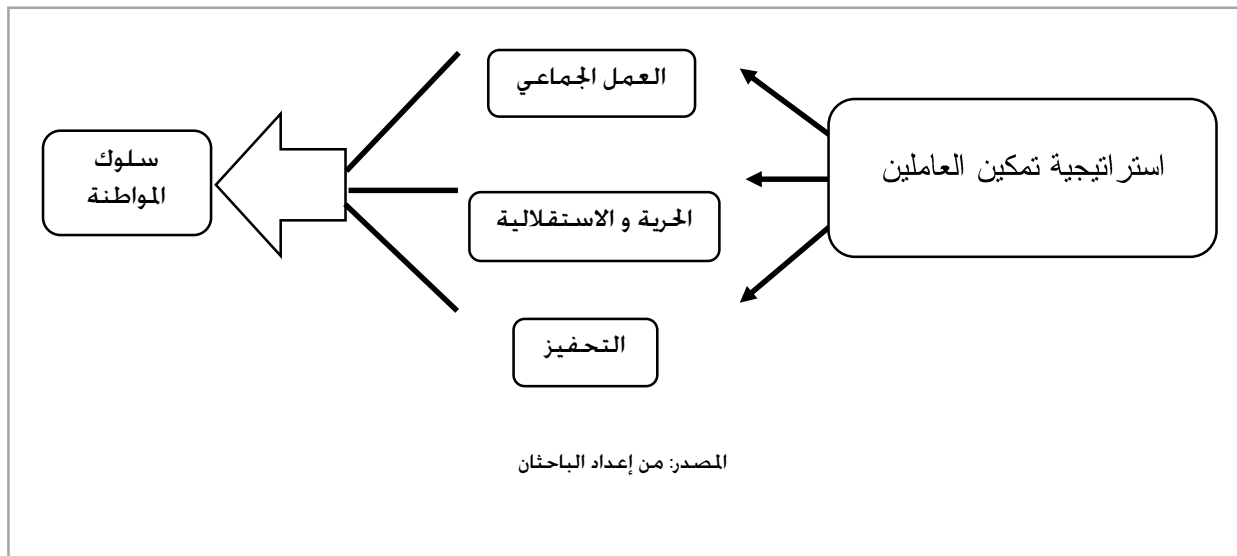 العمل الجماعي
استراتيجية تمكين العاملين
سلوك
المواطنة
الحرية و الاستقلالية
التحفيز
المصدر: من إعداد الباحثان